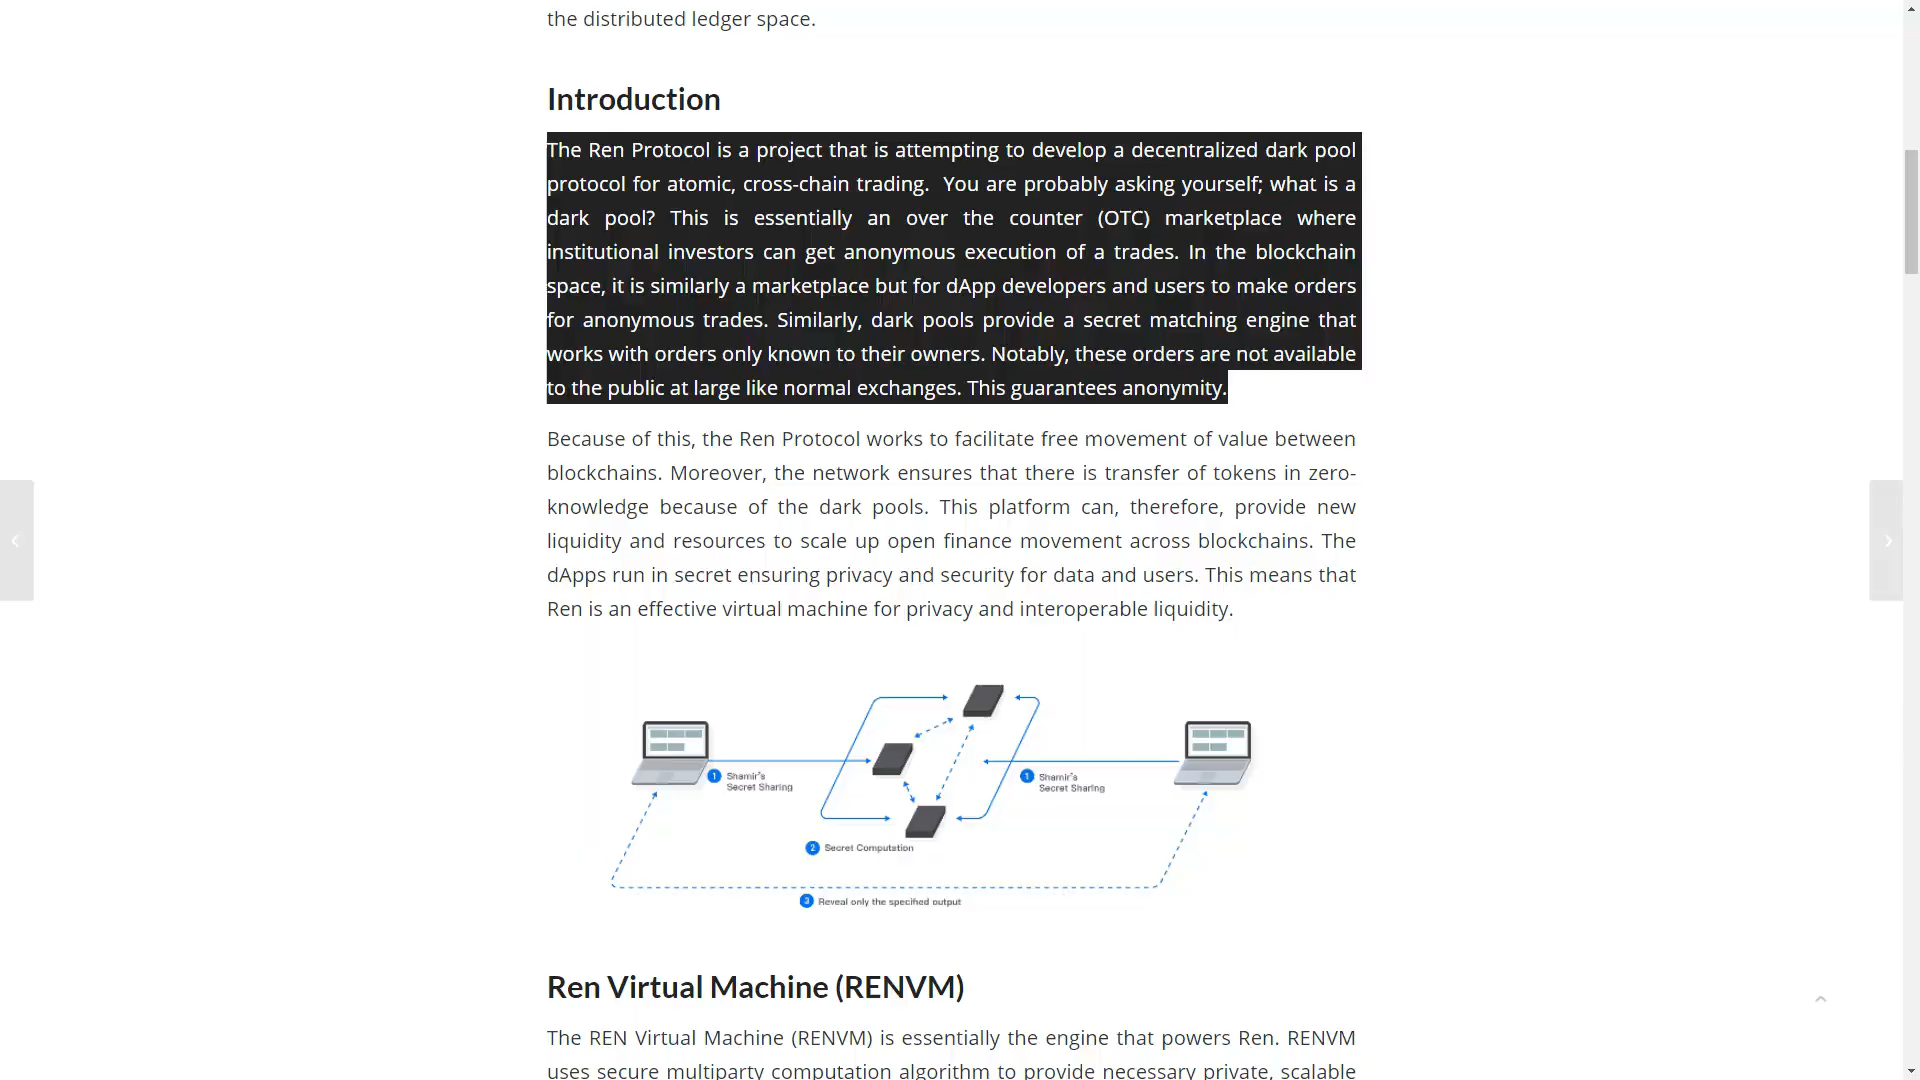 the distributed ledger space.
Introduction
The Ren Protocol is a project that is attempting to develop a decentralized dark pool
protocol for atomic, cross-chain trading.  You are probably asking yourself; what is a
dark pool? This is essentially an over the counter (OTC) marketplace where
institutional investors can get anonymous execution of a trades. In the blockchain
space, it is similarly a marketplace but for dApp developers and users to make orders
for anonymous trades. Similarly, dark pools provide a secret matching engine that
works with orders only known to their owners. Notably, these orders are not available
to the public at large like normal exchanges. This guarantees anonymity.
Because of this, the Ren Protocol works to facilitate free movement of value between
blockchains. Moreover, the network ensures that there is transfer of tokens in zero-
knowledge because of the dark pools. This platform can, therefore, provide new
liquidity and resources to scale up open finance movement across blockchains. The
dApps run in secret ensuring privacy and security for data and users. This means that
Ren is an effective virtual machine for privacy and interoperable liquidity.
1 Shamir's
Secret Sharing
1 Shamir's
Secret Sharing
2 Secret Computation
3 Reveal only the specified output
Ren Virtual Machine (RENVM)
The REN Virtual Machine (RENVM) is essentially the engine that powers Ren. RENVM
uses secure multiparty computation algorithm to provide necessary private, scalable